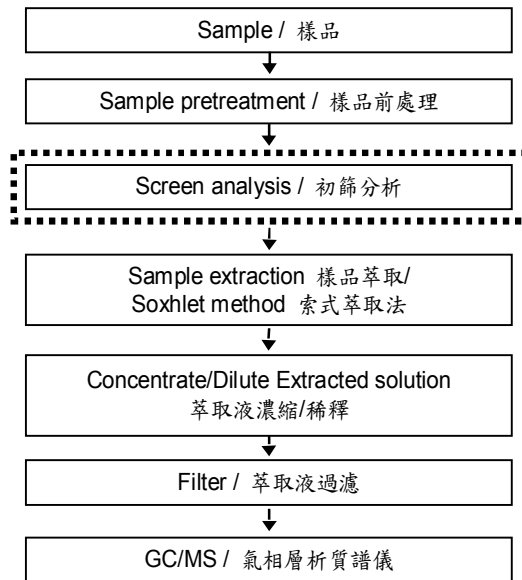 Sample / 樣品
Sample pretreatment / 樣品前處理
Screen analysis / 初篩分析
Sample extraction 樣品萃取/
Soxhlet method 索式萃取法
Concentrate/Dilute Extracted solution
萃取液濃縮/稀釋
Filter / 萃取液過濾
GC/MS / 氣相層析質譜儀